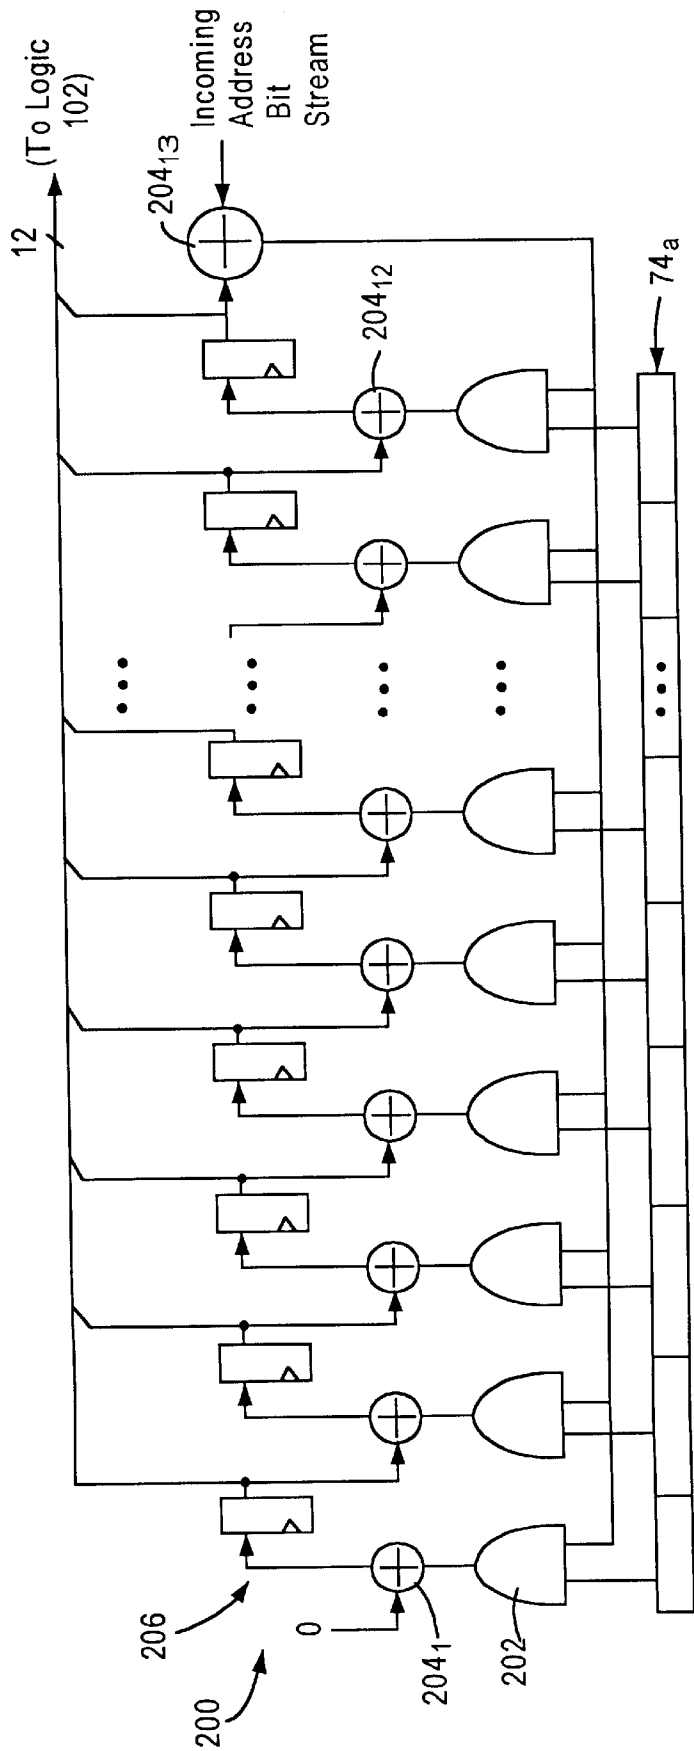 12
(To Logic
102)
204₁₃
Incoming
Address
Bit
Stream
204₁₂
74ₐ
206
200
0
204₁
202